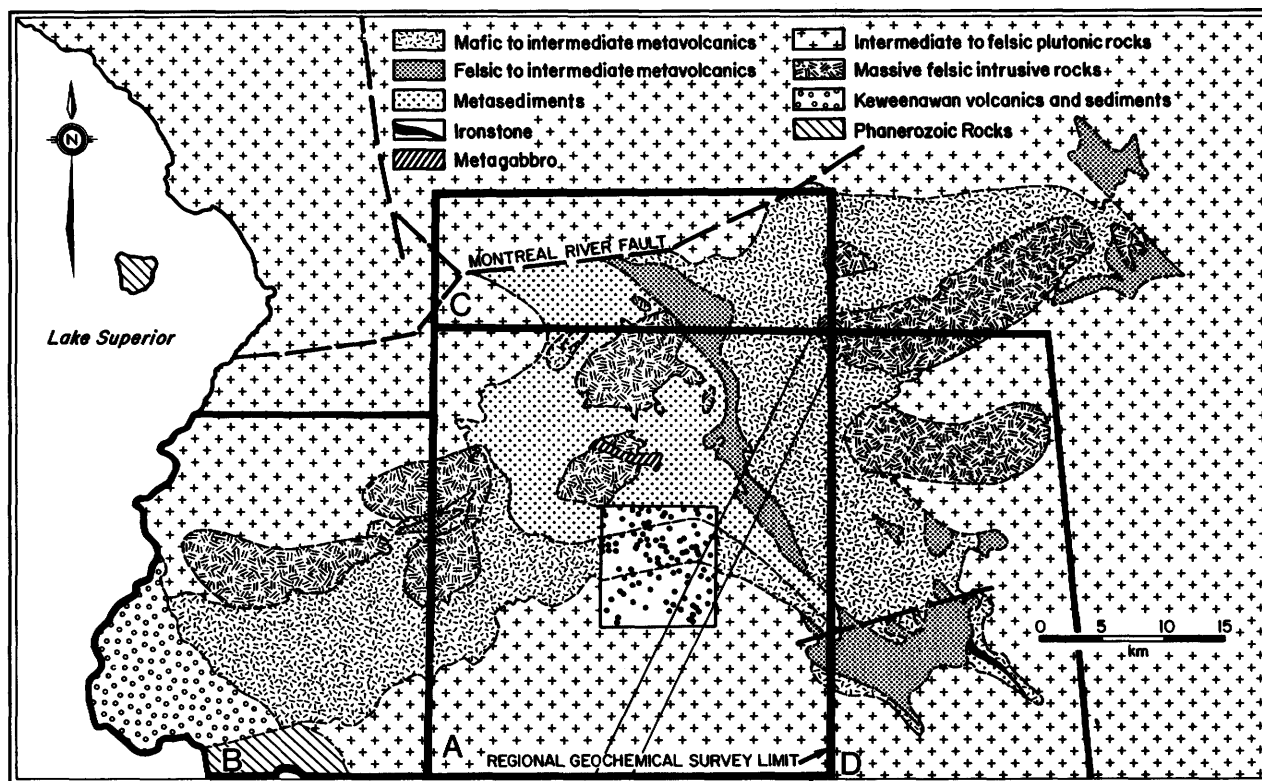 Mafic to intermediate metavolcanics
Felsic to intermediate metavolcanics
Metasediments
Ironstone
Metagabbro
Intermediate to felsic plutonic rocks
Massive felsic intrusive rocks
Keweenawan volcanics and sediments
Phanerozoic Rocks
N
MONTREAL RIVER FAULT
C
Lake Superior
0 5 10 15
km
B
A
REGIONAL GEOCHEMICAL SURVEY LIMIT
D